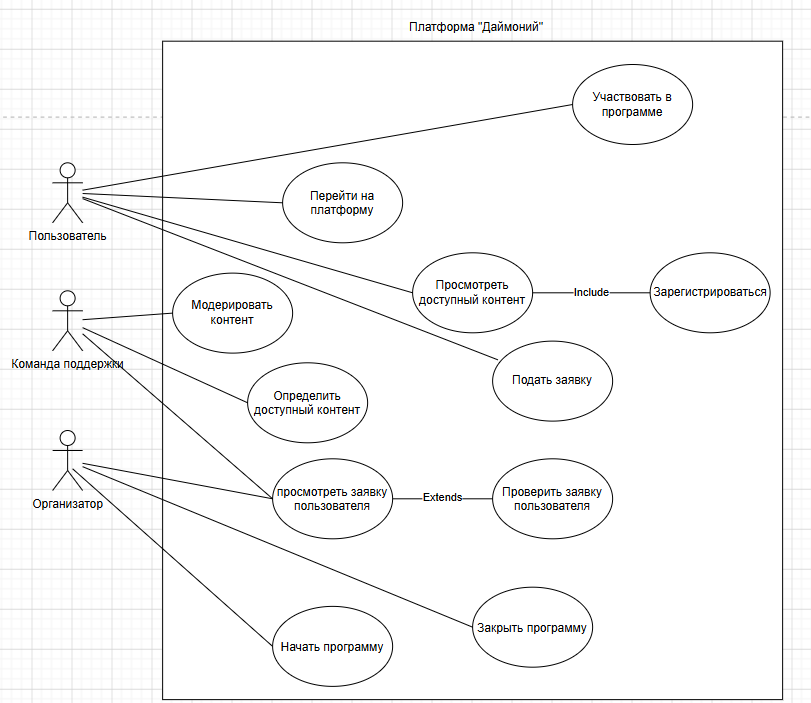 Платформа "Даймоний"
Участвовать в
программе
Перейти на
платформу
Пользователь
Просмотреть
доступный контент
Include
Зарегистрироваться
Модерировать
контент
Команда поддержки
Подать заявку
Определить
доступный контент
Организатор
просмотреть заявку
пользователя
Extends
Проверить заявку
пользователя
Закрыть программу
Начать программу